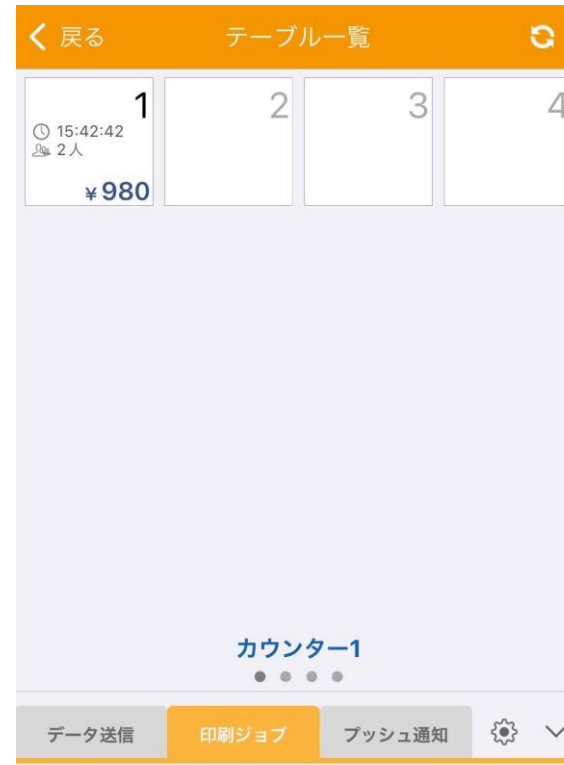 戻る テーブル一覧
1 2 3 4
15:42:42
2人
¥980
カウンター1
データ送信 印刷ジョブ プッシュ通知